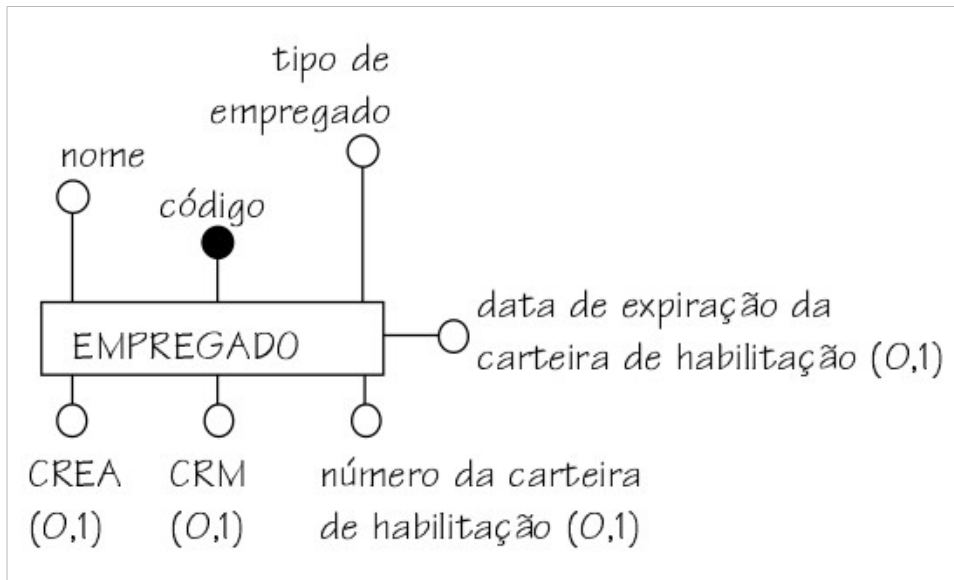 tipo de
empregado
nome
código
EMPREGADO
data de expiração da
carteira de habilitação (0,1)
CREA
(0,1)
CRM
(0,1)
número da carteira
de habilitação (0,1)